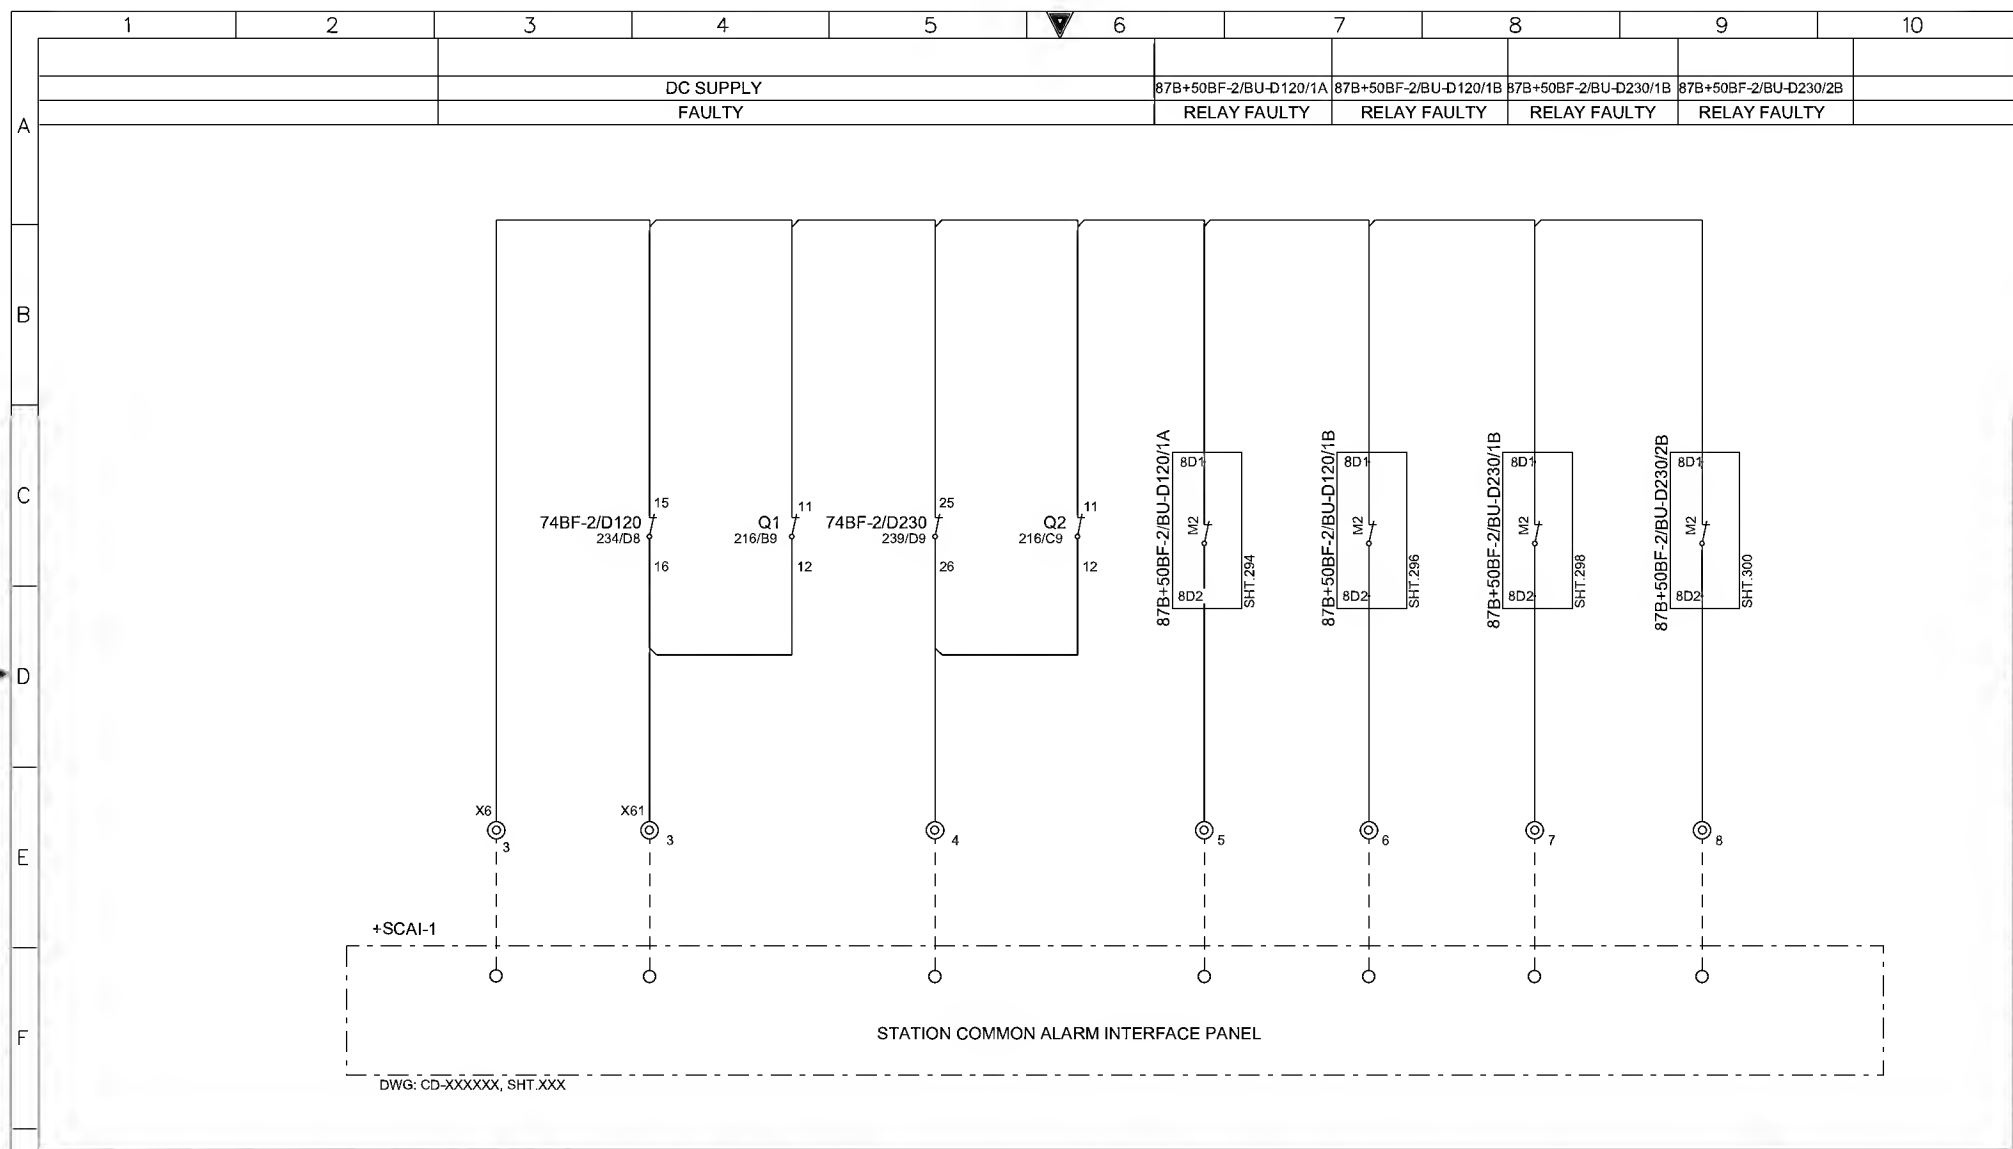 1 2 3 4 5 6 7 8 9 10
DC SUPPLY 87B+50BF-2/BU-D120/1A 87B+50BF-2/BU-D120/1B 87B+50BF-2/BU-D230/1B 87B+50BF-2/BU-D230/2B
FAULTY RELAY FAULTY RELAY FAULTY RELAY FAULTY RELAY FAULTY
A
B
C
D
E
F
87B+50BF-2/BU-D120/1A
87B+50BF-2/BU-D120/1B
87B+50BF-2/BU-D230/1B
87B+50BF-2/BU-D230/2B
8D1 8D1 8D1 8D1
15 11 25 11
74BF-2/D120 Q1 74BF-2/D230 Q2 M2 M2 M2 M2
234/D8 216/B9 239/D9 216/C9
16 12 26 12
SHT.294 SHT.296 SHT.298 SHT.300
8D2 8D2 8D2 8D2
X6 X61
3 3 4 5 6 7 8
+SCAI-1
STATION COMMON ALARM INTERFACE PANEL
DWG: CD-XXXXXX, SHT.XXX